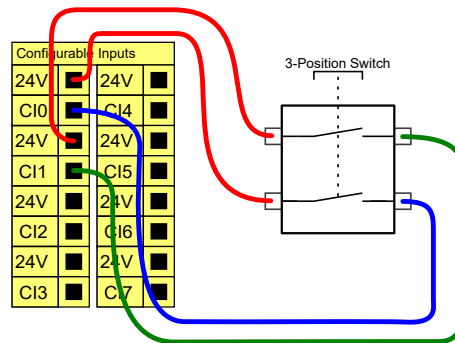 Configurable Inputs
3-Position Switch
24V 24V
CI0 CI4
24V 24V
CI1 CI5
24V 24V
CI2 CI6
24V 24V
CI3 CI7